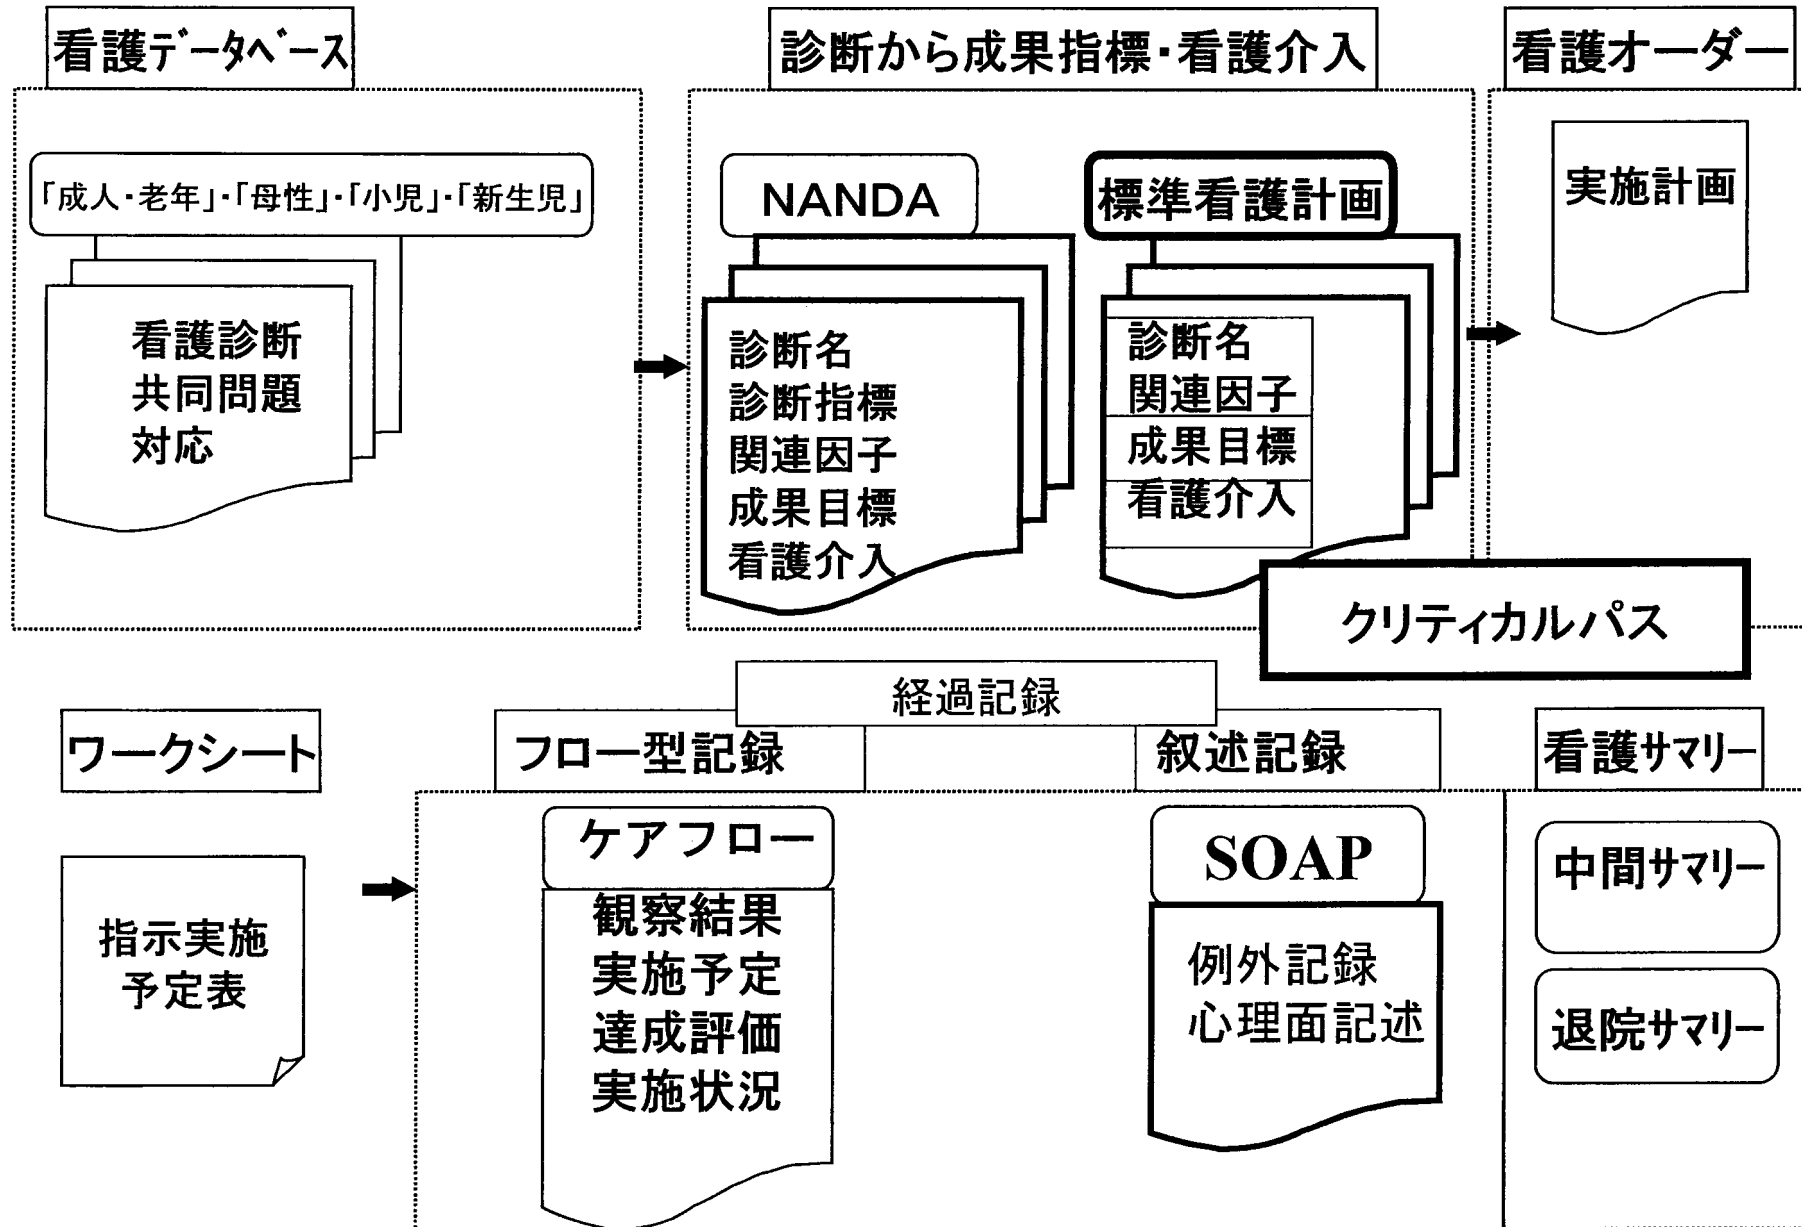 看護データベース
診断から成果指標・看護介入
看護オーダー
「成人・老年」・「母性」・「小児」・「新生児」
看護診断
共同問題
対応
NANDA
診断名
診断指標
関連因子
成果目標
看護介入
標準看護計画
診断名
関連因子
成果目標
看護介入
実施計画
クリティカルパス
経過記録
ワークシート
フロー型記録
叙述記録
看護サマリー
指示実施
予定表
ケアフロー
観察結果
実施予定
達成評価
実施状況
SOAP
例外記録
心理面記述
中間サマリー
退院サマリー